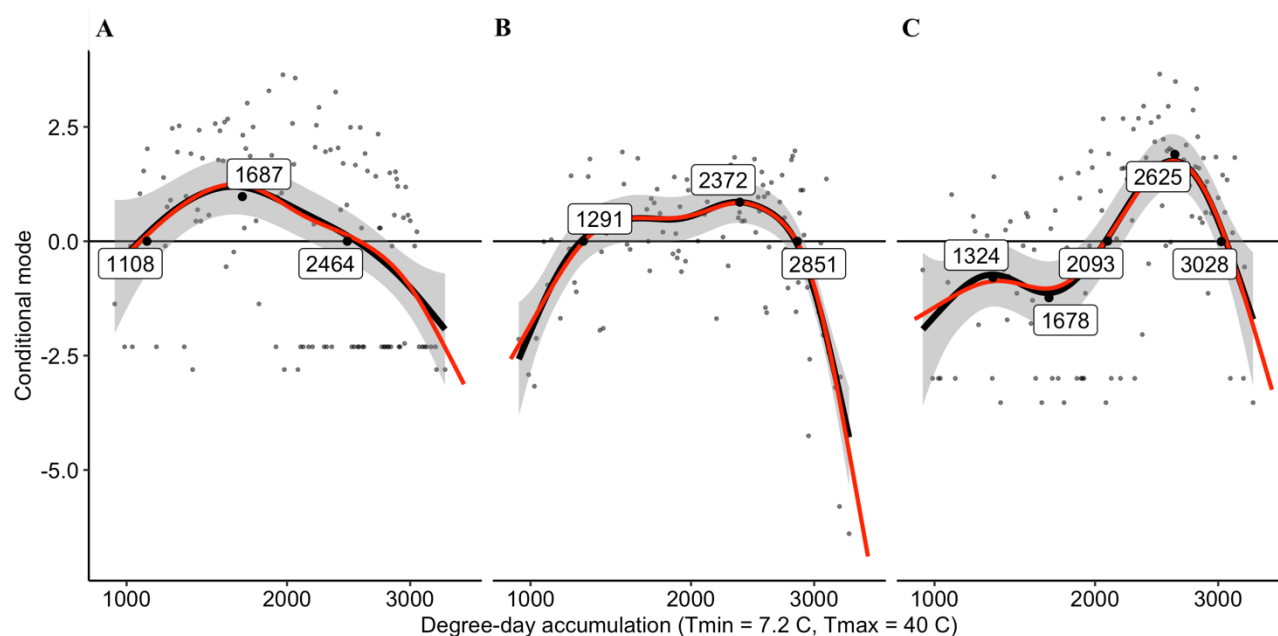 A
B
C
Conditional mode
2.5
0.0
-2.5
-5.0
1687
1108
2464
1291
2372
2851
1324
1678
2093
2625
3028
1000 2000 3000 1000 2000 3000 1000 2000 3000
Degree-day accumulation (Tmin = 7.2 C, Tmax = 40 C)